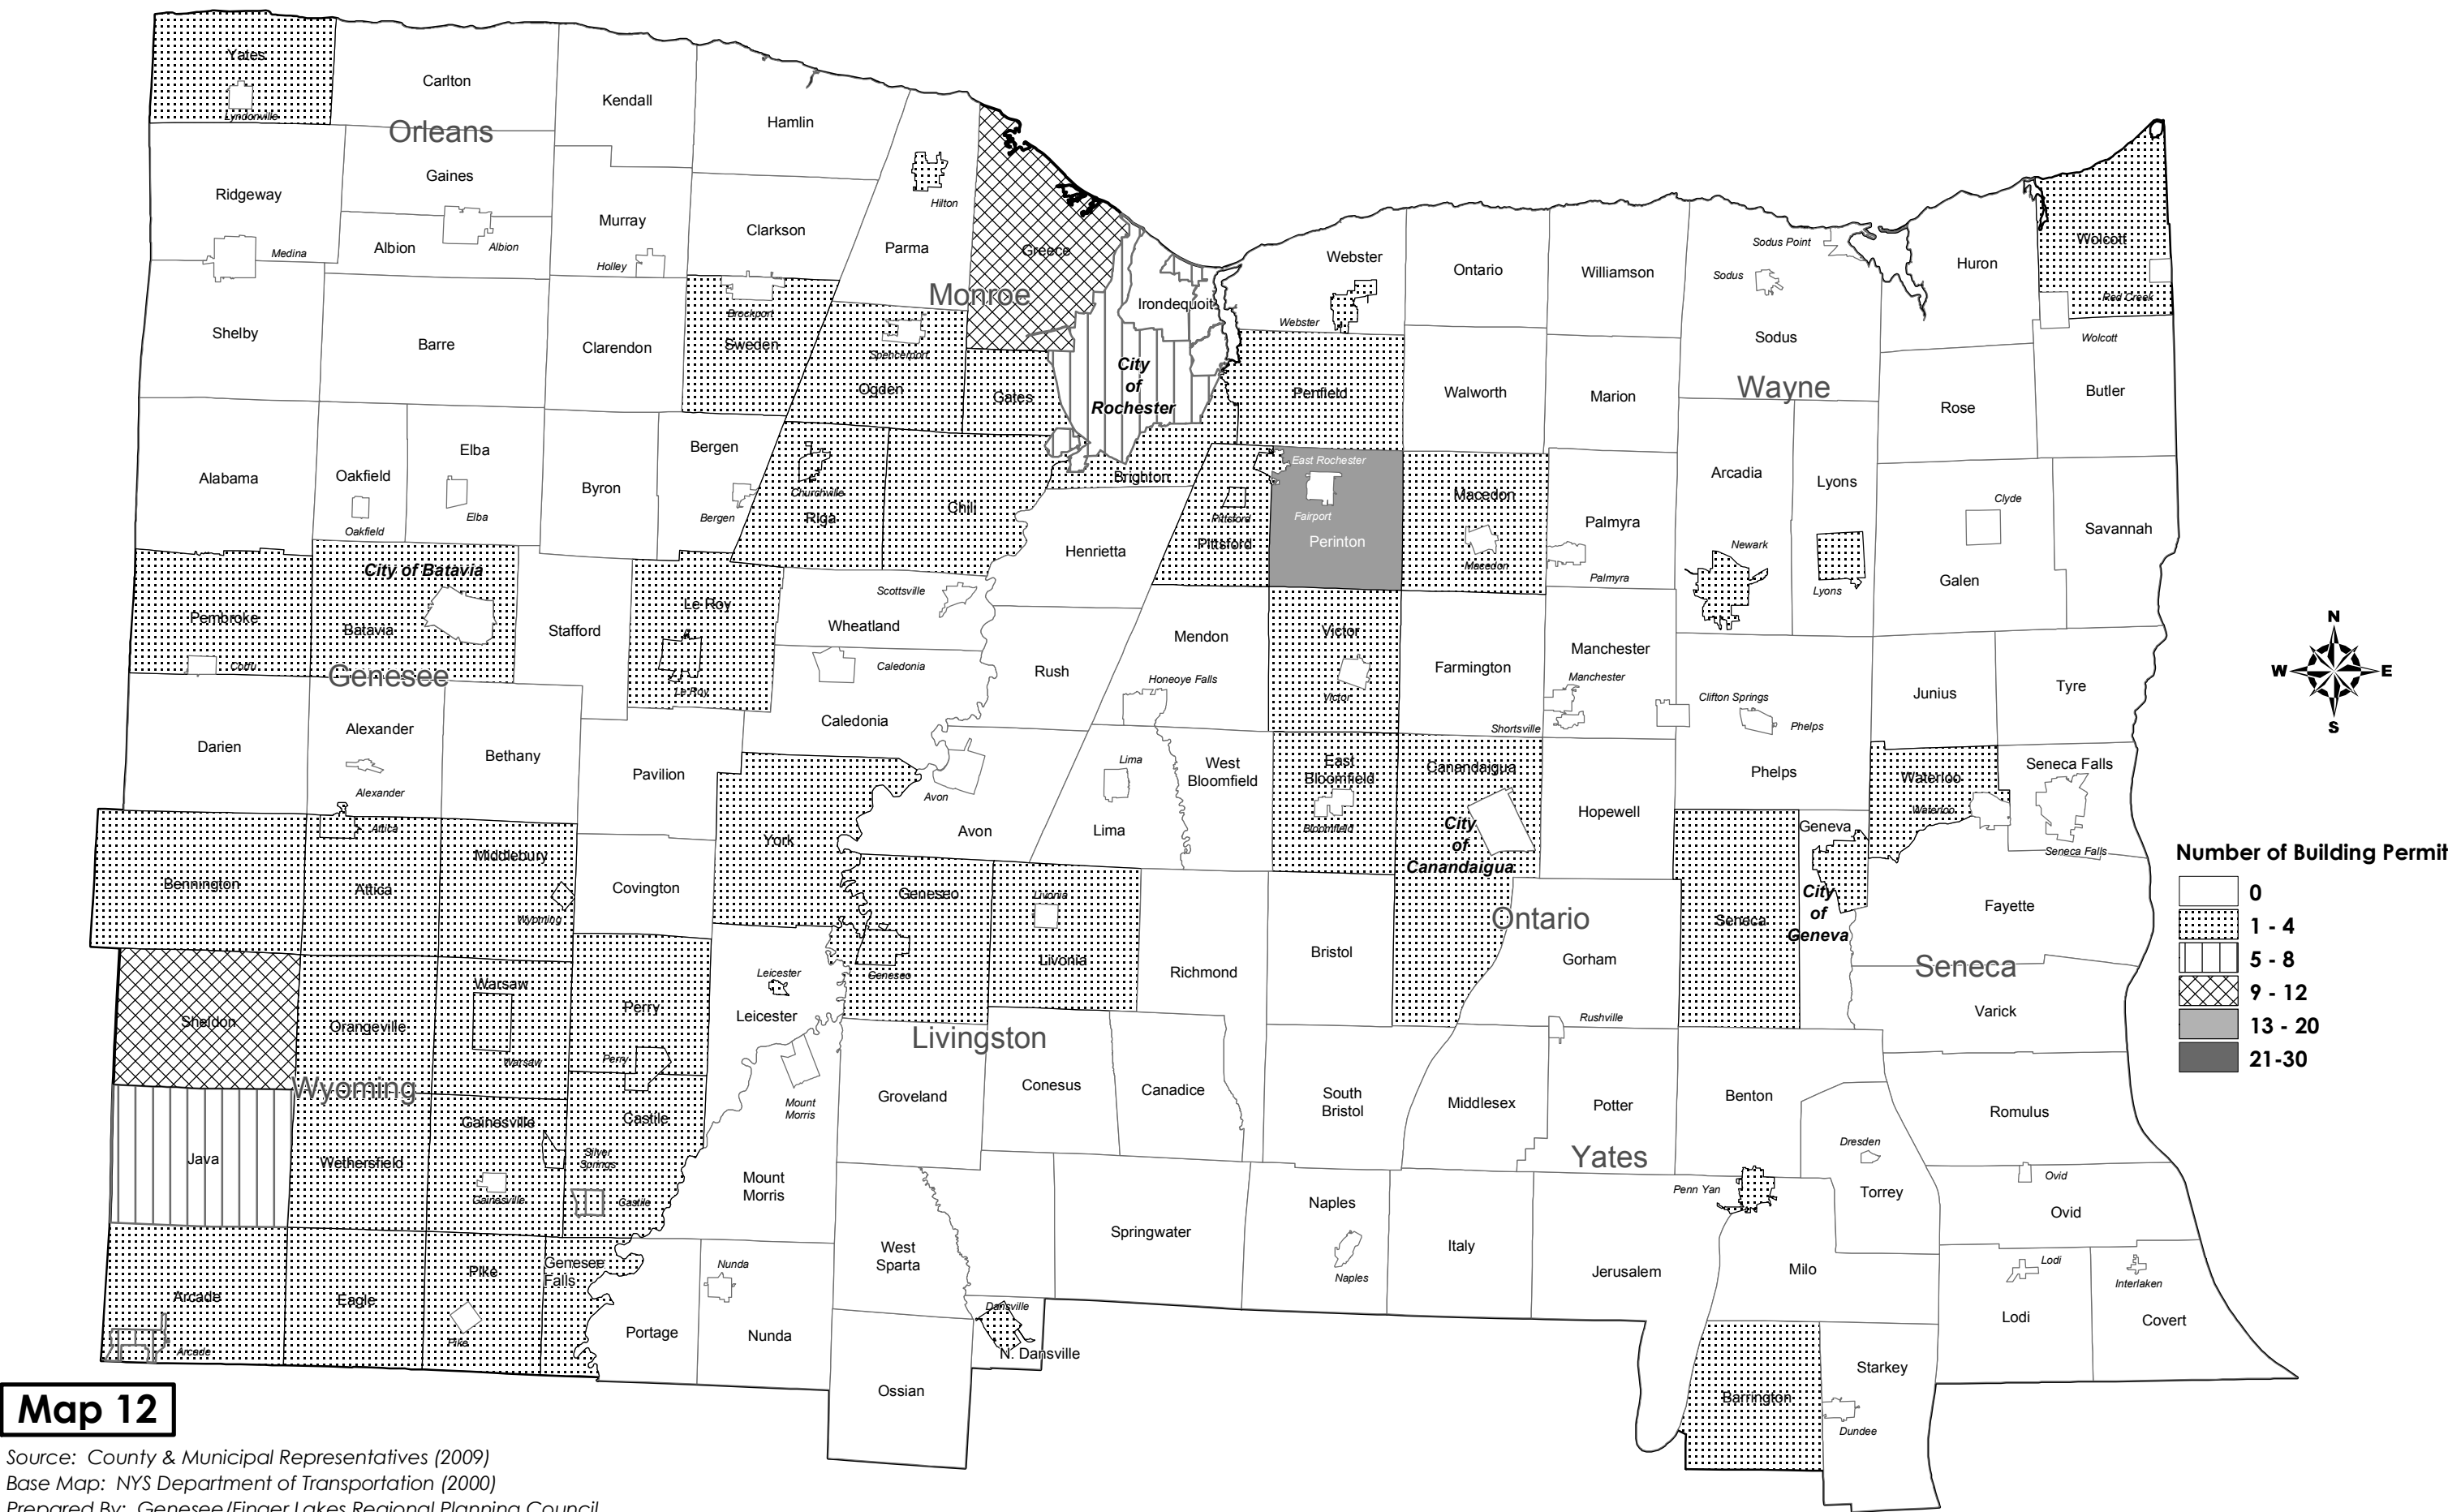 Yates
Lyndonville
Carlton
Kendall
Hamlin
Orleans
Gaines
Ridgeway
Medina
Albion
Albion
Murray
Holley
Clarkson
Hilton
Parma
Greece
Monroe
Irondequoit
Webster
Webster
Ontario
Williamson
Sodus Point
Sodus
Sodus
Huron
Wolcott
Red Creek
Wolcott
Shelby
Barre
Clarendon
Brockport
Sweden
Spencerport
Ogden
Gates
City
of
Rochester
Penfield
Walworth
Marion
Wayne
Rose
Butler
Alabama
Oakfield
Oakfield
Elba
Elba
Byron
Bergen
Bergen
Churchville
Riga
Chili
Brighton
Pittsford
Pittsford
East Rochester
Fairport
Perinton
Macedon
Macedon
Palmyra
Palmyra
Arcadia
Newark
Lyons
Lyons
Clyde
Galen
Savannah
Henrietta
City of Batavia
Pembroke
Corfu
Batavia
Genesee
Stafford
Le Roy
Le Roy
Scottsville
Wheatland
Caledonia
Caledonia
Rush
Mendon
Honeoye Falls
Victor
Victor
Farmington
Manchester
Manchester
Shortsville
Clifton Springs
Phelps
Phelps
Junius
Tyre
N
W
E
S
Darien
Alexander
Alexander
Bethany
Pavilion
York
Avon
Avon
Lima
Lima
West
Bloomfield
East
Bloomfield
Bloomfield
Canandaigua
City
of
Canandaigua
Hopewell
Waterloo
Waterloo
Seneca Falls
Seneca Falls
Bennington
Attica
Attica
Middlebury
Wyoming
Covington
Geneseo
Geneseo
Livonia
Livonia
Richmond
Bristol
Ontario
Gorham
Rushville
Seneca
Geneva
City
of
Geneva
Fayette
Seneca
Varick
Number of Building Permit
0
1 - 4
5 - 8
9 - 12
13 - 20
21-30
Sheldon
Orangeville
Warsaw
Warsaw
Perry
Perry
Leicester
Leicester
Livingston
Wyoming
Java
Wethersfield
Gainesville
Gainesville
Silver
Springs
Castile
Castile
Mount
Morris
Mount
Morris
Groveland
Conesus
Canadice
South
Bristol
Middlesex
Potter
Yates
Benton
Dresden
Torrey
Romulus
Ovid
Ovid
Penn Yan
Arcade
Arcade
Eagle
Pike
Pike
Genesee
Falls
Portage
Nunda
Nunda
West
Sparta
Springwater
Naples
Naples
Italy
Jerusalem
Milo
Lodi
Lodi
Interlaken
Covert
Dansville
N. Dansville
Ossian
Barrington
Starkey
Dundee
Map 12
Source: County & Municipal Representatives (2009)
Base Map: NYS Department of Transportation (2000)
Prepared By: Genesee/Finger Lakes Regional Planning Council